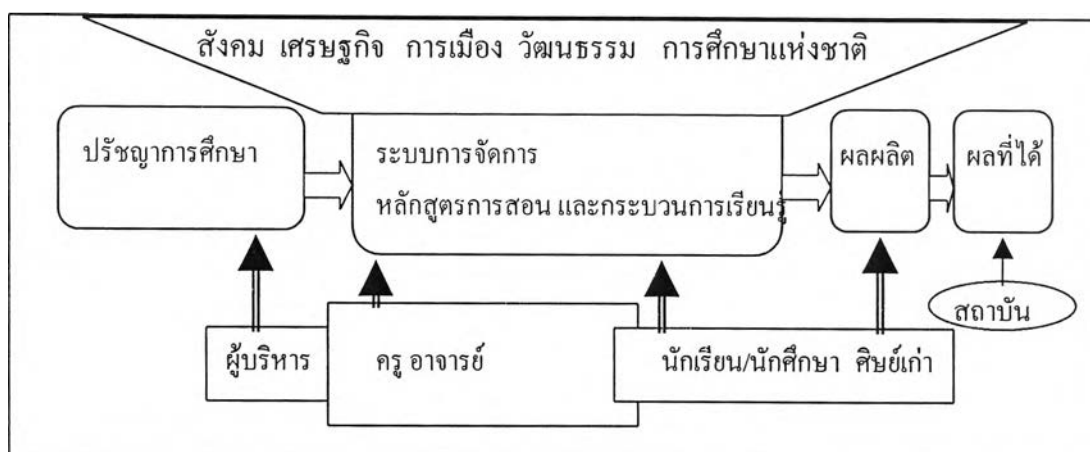 สังคม เศรษฐกิจ การเมือง วัฒนธรรม การศึกษาแห่งชาติ
ปรัชญาการศึกษา
ระบบการจัดการ
หลักสูตรการสอน และกระบวนการเรียนรู้
ผลผลิต
ผลที่ได้
สถาบัน
ผู้บริหาร
ครู อาจารย์
นักเรียน/นักศึกษา ศิษย์เก่า